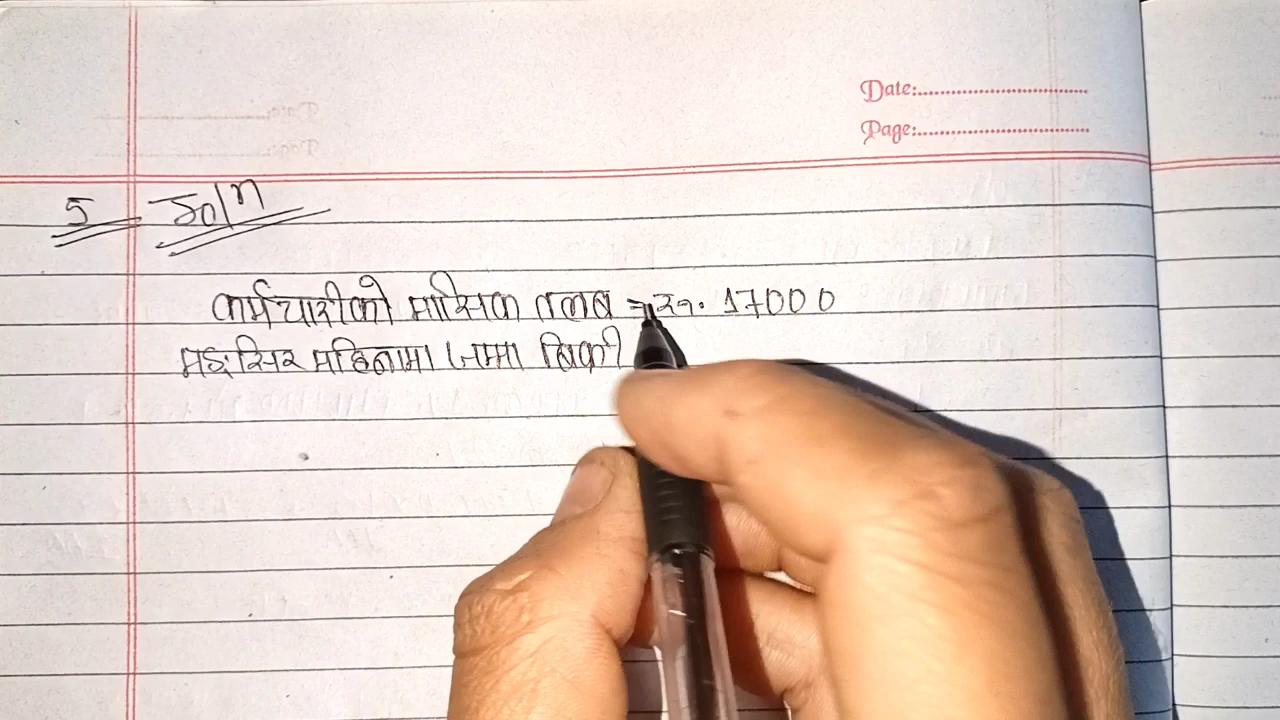 Date:
Page:
5 Soln
कर्मचारीको मासिक तलब = रु. 17000
मङ्सिर महिनामा जम्मा बिक्री